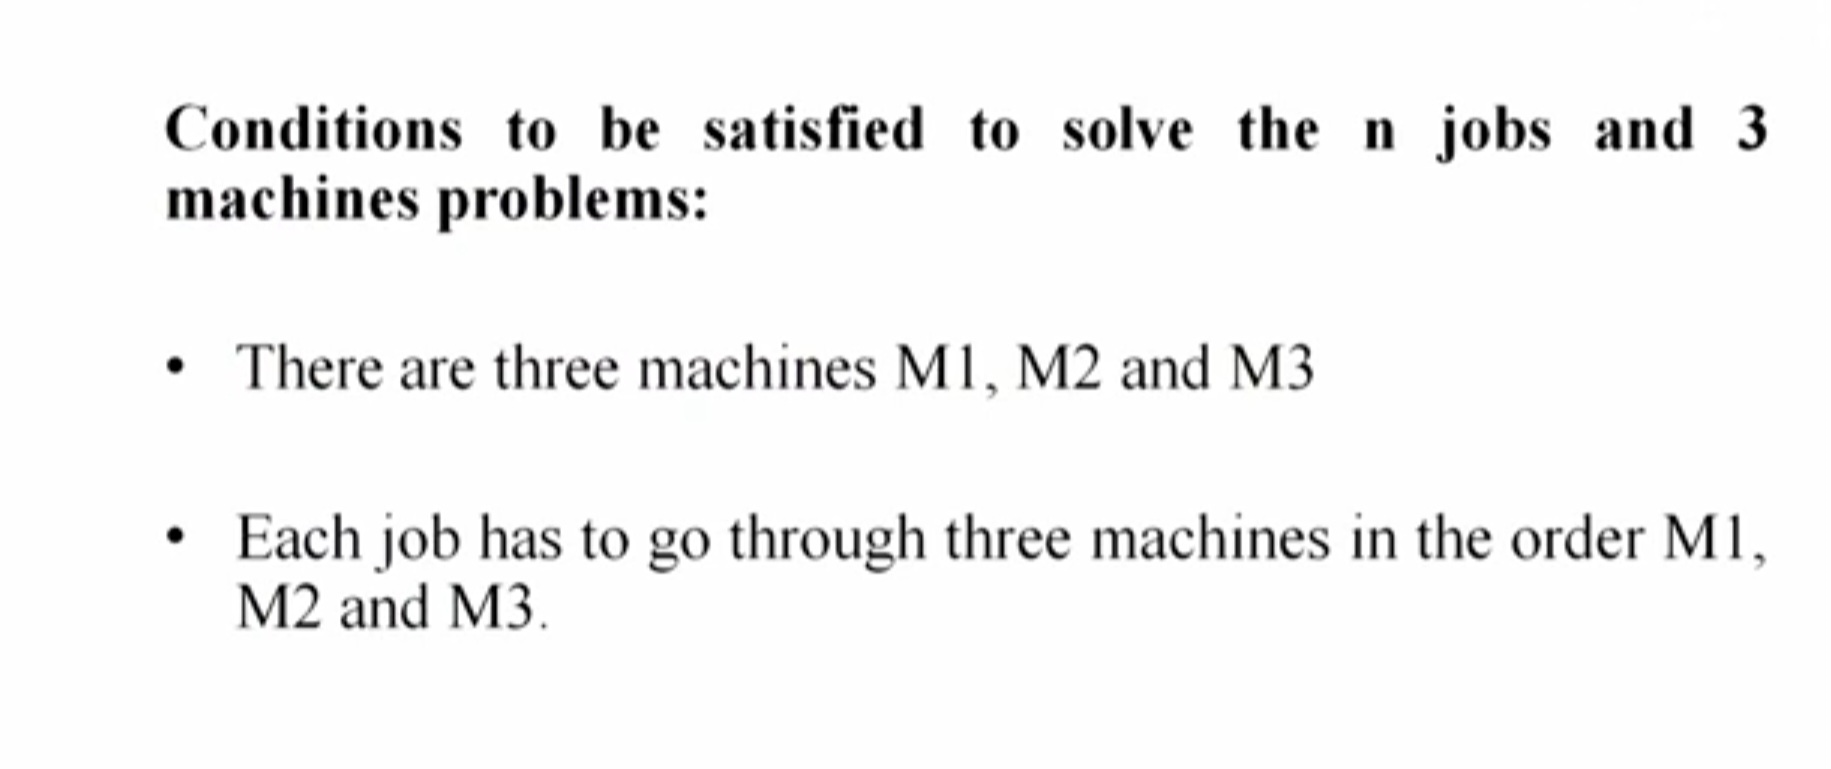 Conditions to be satisfied to solve the n jobs and 3
machines problems:
• There are three machines M1, M2 and M3
• Each job has to go through three machines in the order M1,
M2 and M3.